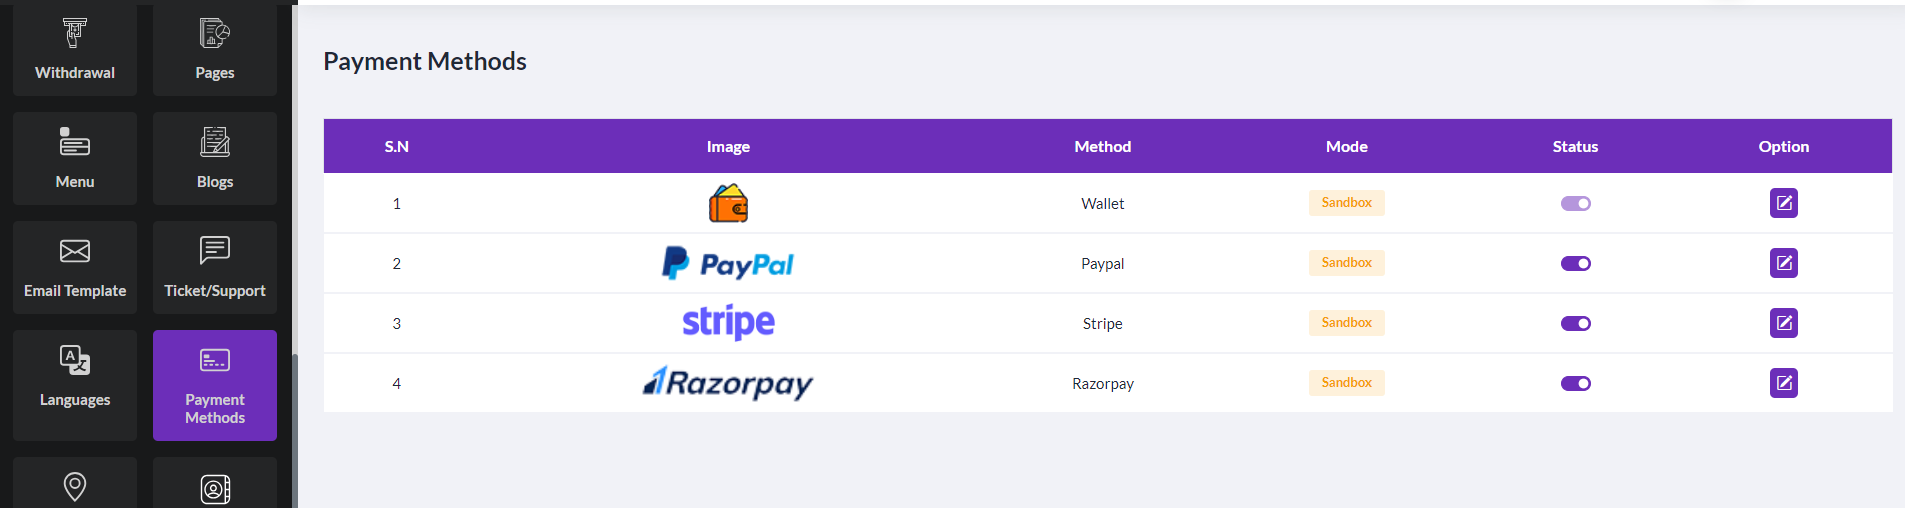 Withdrawal
Pages
Menu
Blogs
Email Template
Ticket/Support
Languages
Payment
Methods
Payment Methods
S.N Image Method Mode Status Option
1 Wallet Sandbox
2 PayPal Paypal Sandbox
3 stripe Stripe Sandbox
4 Razorpay Razorpay Sandbox